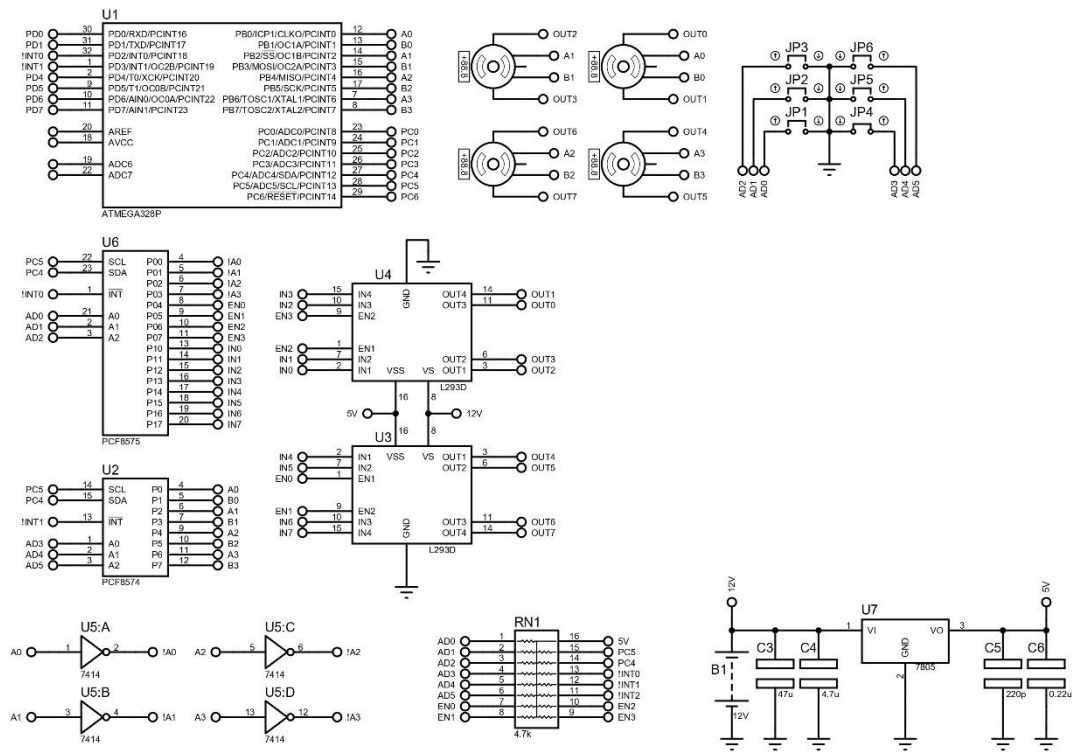 U1
PD0 30 PD0/RXD/PCINT16 PB0/ICP1/CLKO/PCINT0 12 A0
PD1 31 PD1/TXD/PCINT17 PB1/OC1A/PCINT1 13 B0
!INT0 32 PD2/INT0/PCINT18 PB2/SS/OC1B/PCINT2 14 A1
!INT1 1 PD3/INT1/OC2B/PCINT19 PB3/MOSI/OC2A/PCINT3 15 B1
PD4 2 PD4/T0/XCK/PCINT20 PB4/MISO/PCINT4 16 A2
PD5 9 PD5/T1/OC0B/PCINT21 PB5/SCK/PCINT5 17 B2
PD6 10 PD6/AIN0/OC0A/PCINT22 PB6/TOSC1/XTAL1/PCINT6 7 A3
PD7 11 PD7/AIN1/PCINT23 PB7/TOSC2/XTAL2/PCINT7 8 B3
20 AREF PC0/ADC0/PCINT8 23 PC0
18 AVCC PC1/ADC1/PCINT9 24 PC1
PC2/ADC2/PCINT10 25 PC2
19 ADC6 PC3/ADC3/PCINT11 26 PC3
22 ADC7 PC4/ADC4/SDA/PCINT12 27 PC4
PC5/ADC5/SCL/PCINT13 28 PC5
PC6/RESET/PCINT14 29 PC6
ATMEGA328P
OUT2
+88.8 A1
B1
OUT3
OUT0
+88.8 A0
B0
OUT1
OUT6
+88.8 A2
B2
OUT7
OUT4
+88.8 A3
B3
OUT5
JP3 JP6
JP2 JP5
JP1 JP4
AD2 AD1 AD0 AD3 AD4 AD5
U6
PC5 22 SCL P00 4 !A0
PC4 23 SDA P01 5 !A1
P02 6 !A2
!INT0 1 INT P03 7 !A3
P04 8 EN0
AD0 21 A0 P05 9 EN1
AD1 2 A1 P06 10 EN2
AD2 3 A2 P07 11 EN3
P10 13 IN0
P11 14 IN1
P12 15 IN2
P13 16 IN3
P14 17 IN4
P15 18 IN5
P16 19 IN6
P17 20 IN7
PCF8575
U4
IN3 15 IN4 GND OUT4 14 OUT1
IN2 10 IN3 OUT3 11 OUT0
EN3 9 EN2
EN2 1 EN1
IN1 7 IN2 OUT2 6 OUT3
IN0 2 IN1 VSS VS OUT1 3 OUT2
L293D
16 8
5V 12V
16 8
U3
IN4 2 IN1 VSS VS OUT1 3 OUT4
IN5 7 IN2 OUT2 6 OUT5
EN0 1 EN1
EN1 9 EN2
IN6 10 IN3 GND OUT3 11 OUT6
IN7 15 IN4 OUT4 14 OUT7
L293D
U2
PC5 14 SCL P0 4 A0
PC4 15 SDA P1 5 B0
P2 6 A1
!INT1 13 INT P3 7 B1
P4 9 A2
AD3 1 A0 P5 10 B2
AD4 2 A1 P6 11 A3
AD5 3 A2 P7 12 B3
PCF8574
U5:A
A0 1 2 !A0
7414
U5:C
A2 5 6 !A2
7414
U5:B
A1 3 4 !A1
7414
U5:D
A3 13 12 !A3
7414
RN1
AD0 1 16 5V
AD1 2 15 PC5
AD2 3 14 PC4
AD3 4 13 !INT0
AD4 5 12 !INT1
AD5 6 11 !INT2
EN0 7 10 EN2
EN1 8 9 EN3
4.7k
12V 5V
U7
1 VI VO 3
GND
7805
2
B1
12V
C3
47u
C4
4.7u
C5
220p
C6
0.22u